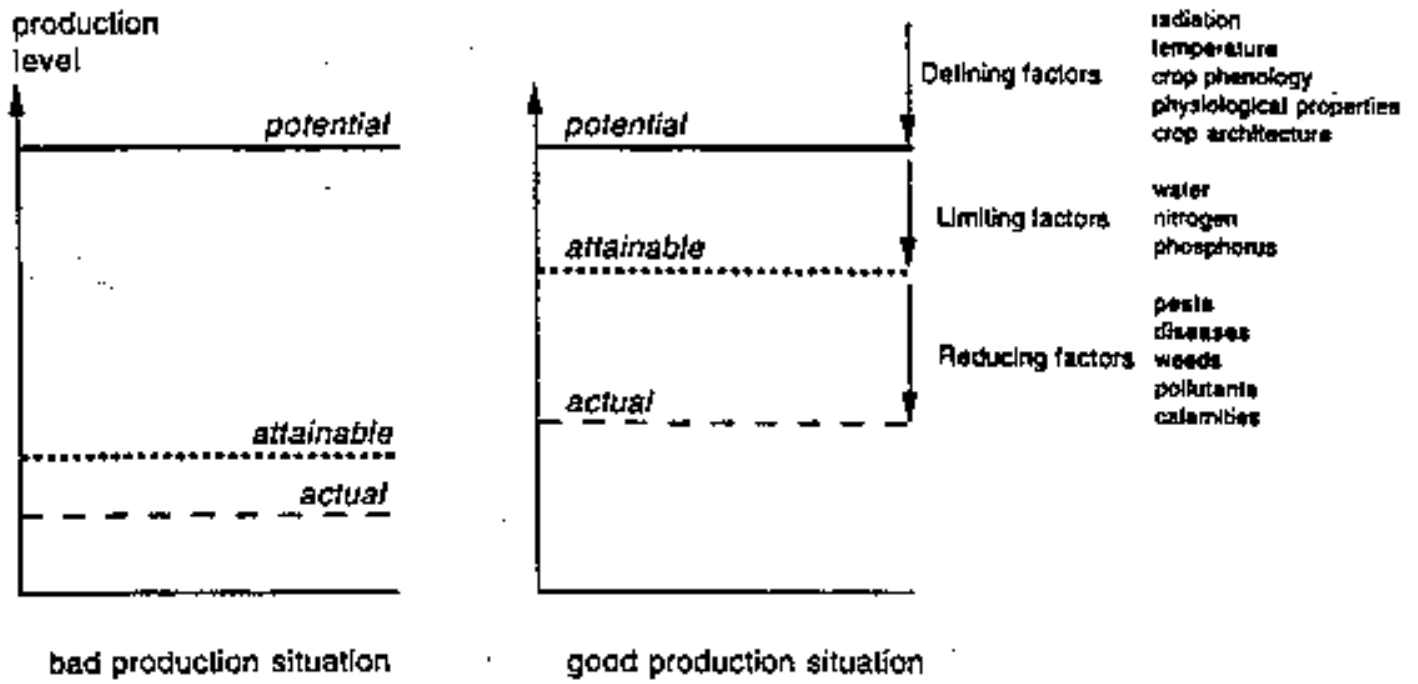 production
level
potential
attainable
actual
bad production situation
potential
attainable
actual
good production situation
Defining factors
radiation
temperature
crop phenology
physiological properties
crop architecture
Limiting factors
water
nitrogen
phosphorus
Reducing factors
pests
diseases
weeds
pollutants
calamities